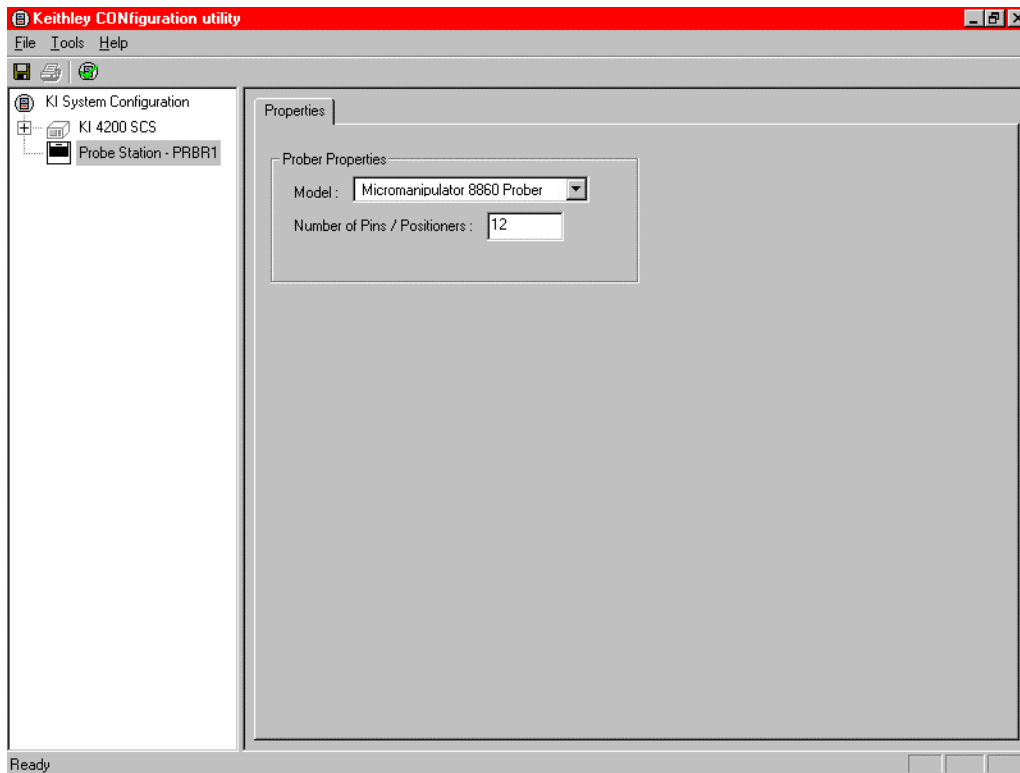 Keithley CONfiguration utility
File Tools Help
KI System Configuration
KI 4200 SCS
Probe Station - PRBR1
Properties
Prober Properties
Model : Micromanipulator 8860 Prober
Number of Pins / Positioners : 12
Ready